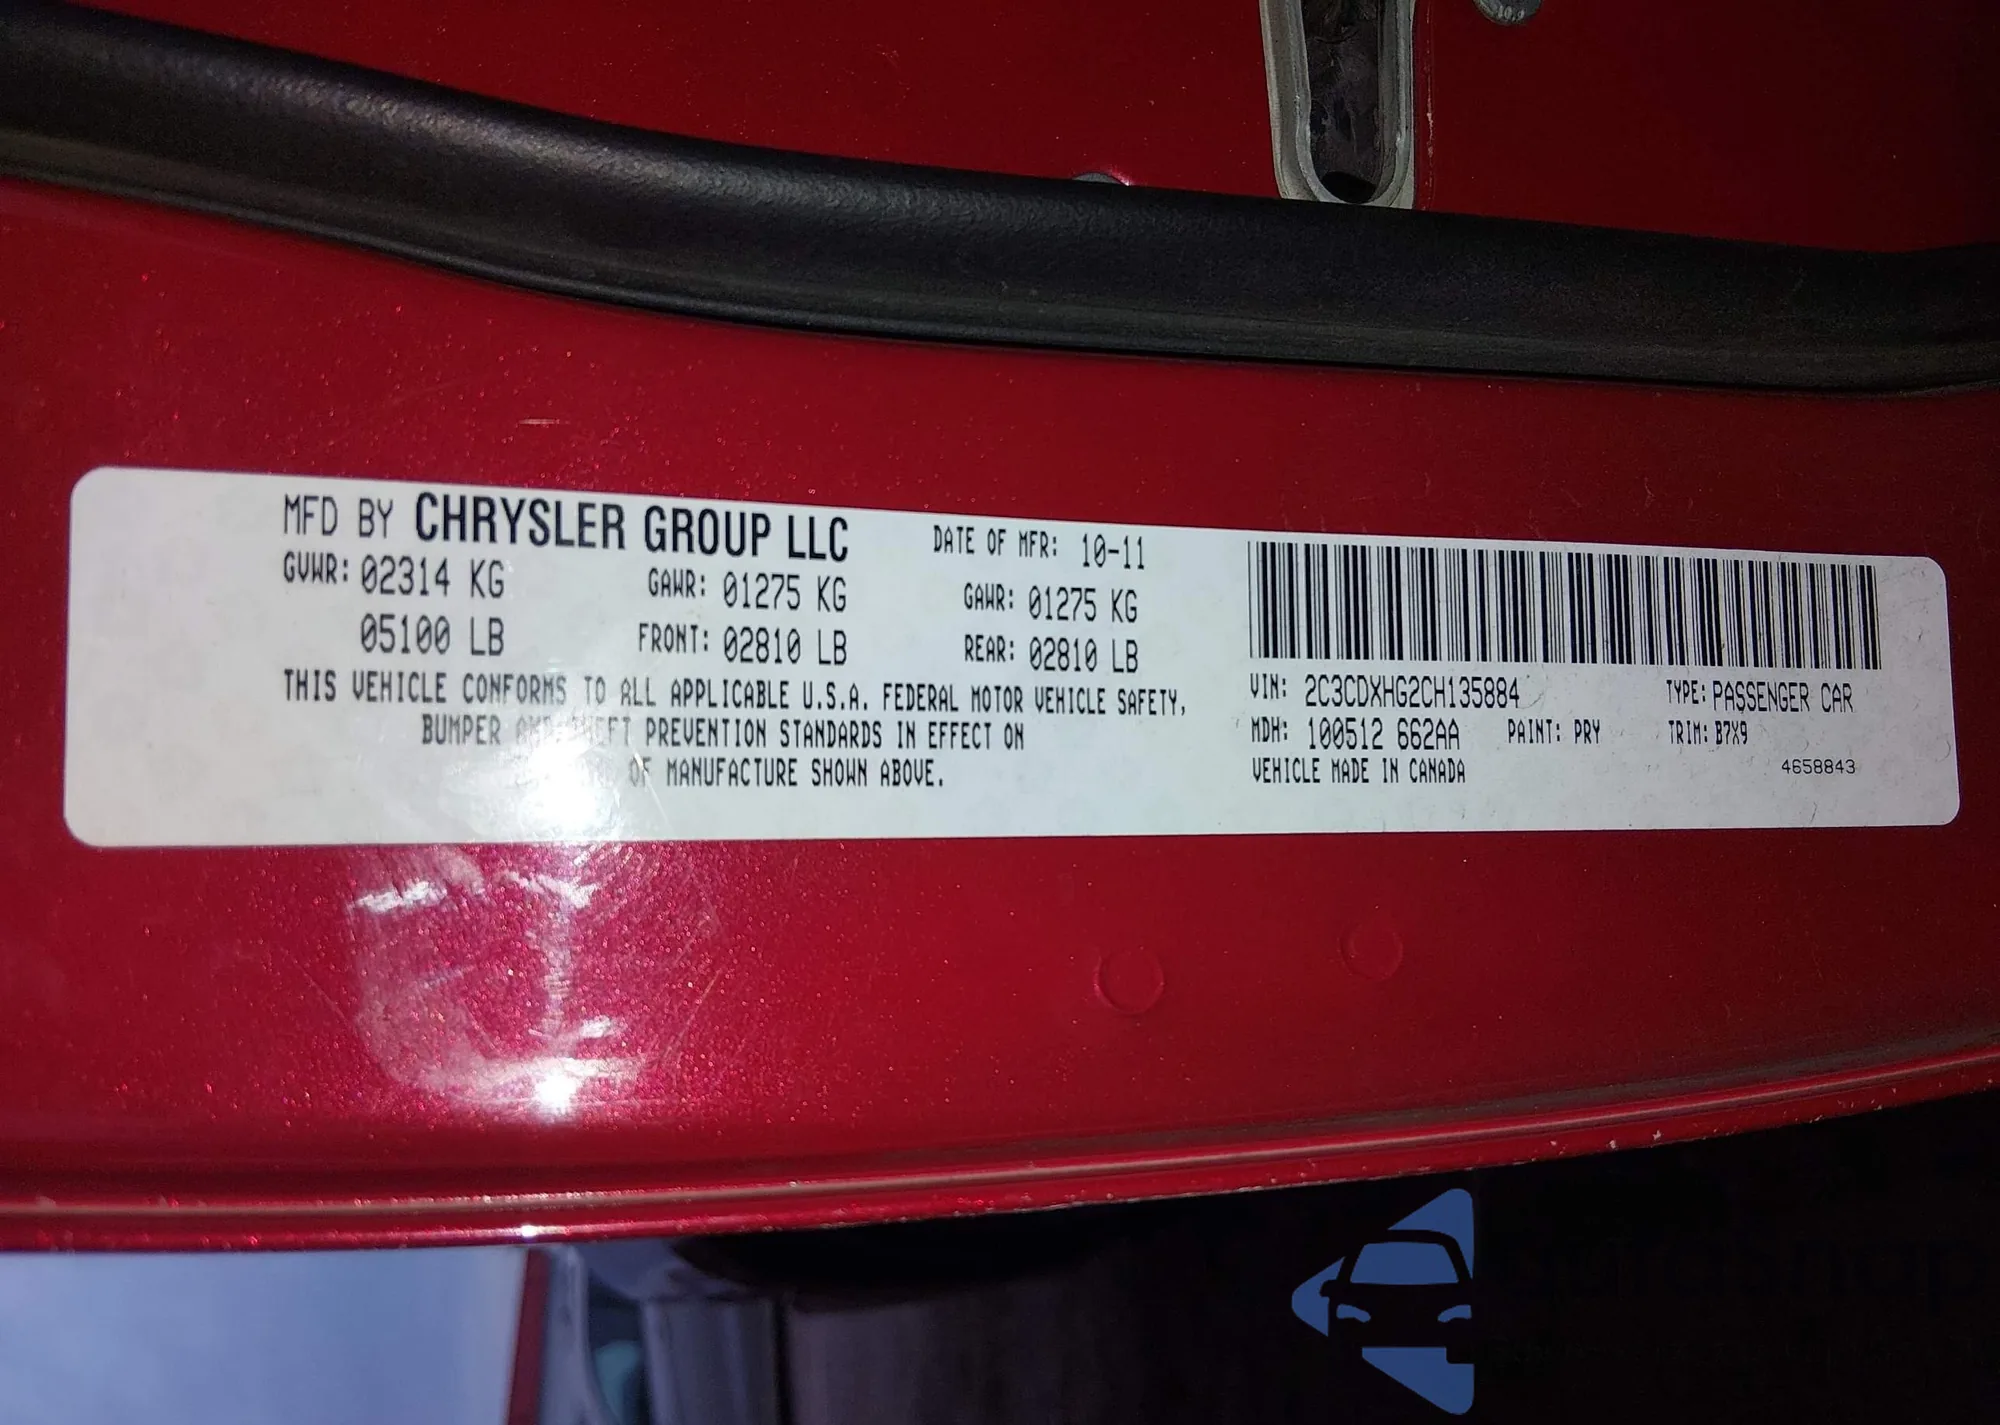 MFD BY CHRYSLER GROUP LLC DATE OF MFR: 10-11
GVWR: 02314 KG GAWR: 01275 KG GAWR: 01275 KG
05100 LB FRONT: 02810 LB REAR: 02810 LB
THIS VEHICLE CONFORMS TO ALL APPLICABLE U.S.A. FEDERAL MOTOR VEHICLE SAFETY,
BUMPER AND THEFT PREVENTION STANDARDS IN EFFECT ON
OF MANUFACTURE SHOWN ABOVE.
VIN: 2C3CDXHG2CH135884 TYPE: PASSENGER CAR
MDH: 100512 662AA PAINT: PRY TRIM: B7X9
VEHICLE MADE IN CANADA 4658843